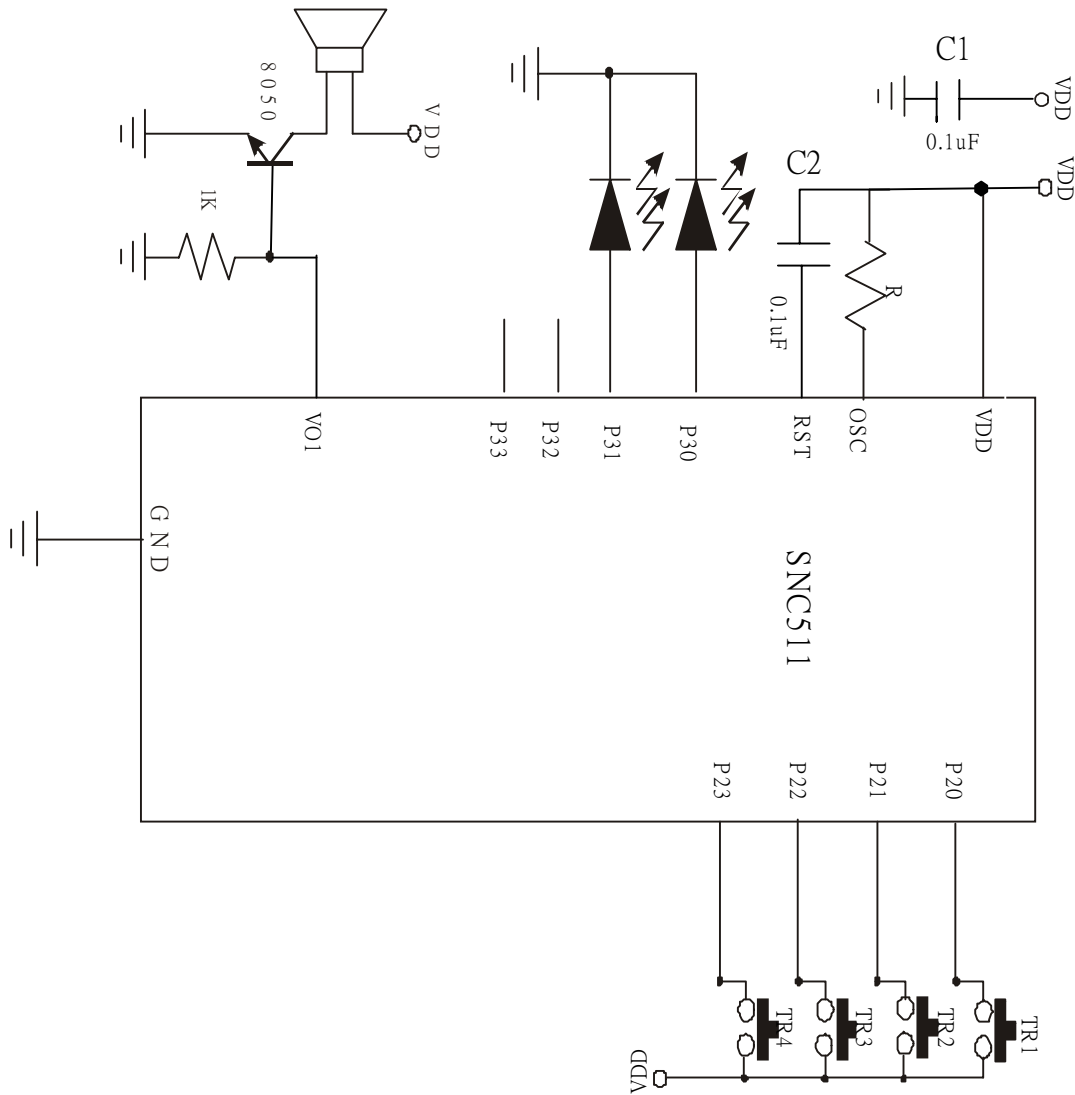 C1
VDD
0.1uF
8050
VDD
C2
VDD
1K
R
0.1uF
VO1
P33
P32
P31
P30
RST
OSC
VDD
GND
SNC511
P23
P22
P21
P20
TR4
TR3
TR2
TR1
VDD